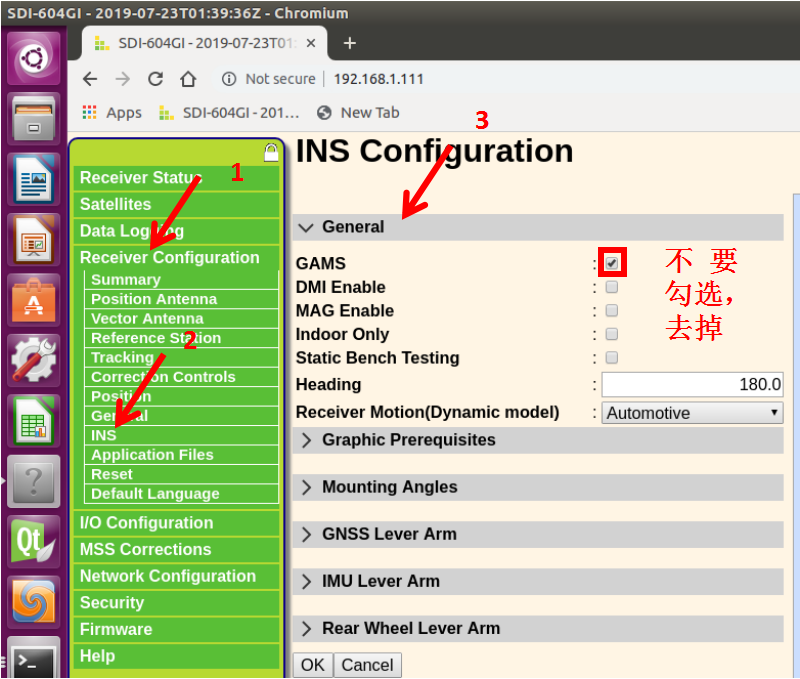 SDI-604GI - 2019-07-23T01:39:36Z - Chromium
SDI-604GI - 2019-07-23T01:
Not secure
192.168.1.111
Apps
SDI-604GI - 201...
New Tab
Receiver Status
Satellites
Data Logging
Receiver Configuration
Summary
Position Antenna
Vector Antenna
Reference Station
Tracking
Correction Controls
Position
General
INS
Application Files
Reset
Default Language
I/O Configuration
MSS Corrections
Network Configuration
Security
Firmware
Help
1
2
3
INS Configuration
General
GAMS :
DMI Enable :
MAG Enable :
Indoor Only :
Static Bench Testing :
Heading : 180.0
Receiver Motion(Dynamic model) : Automotive
不 要
勾选，
去掉
Graphic Prerequisites
Mounting Angles
GNSS Lever Arm
IMU Lever Arm
Rear Wheel Lever Arm
OK Cancel
Qt